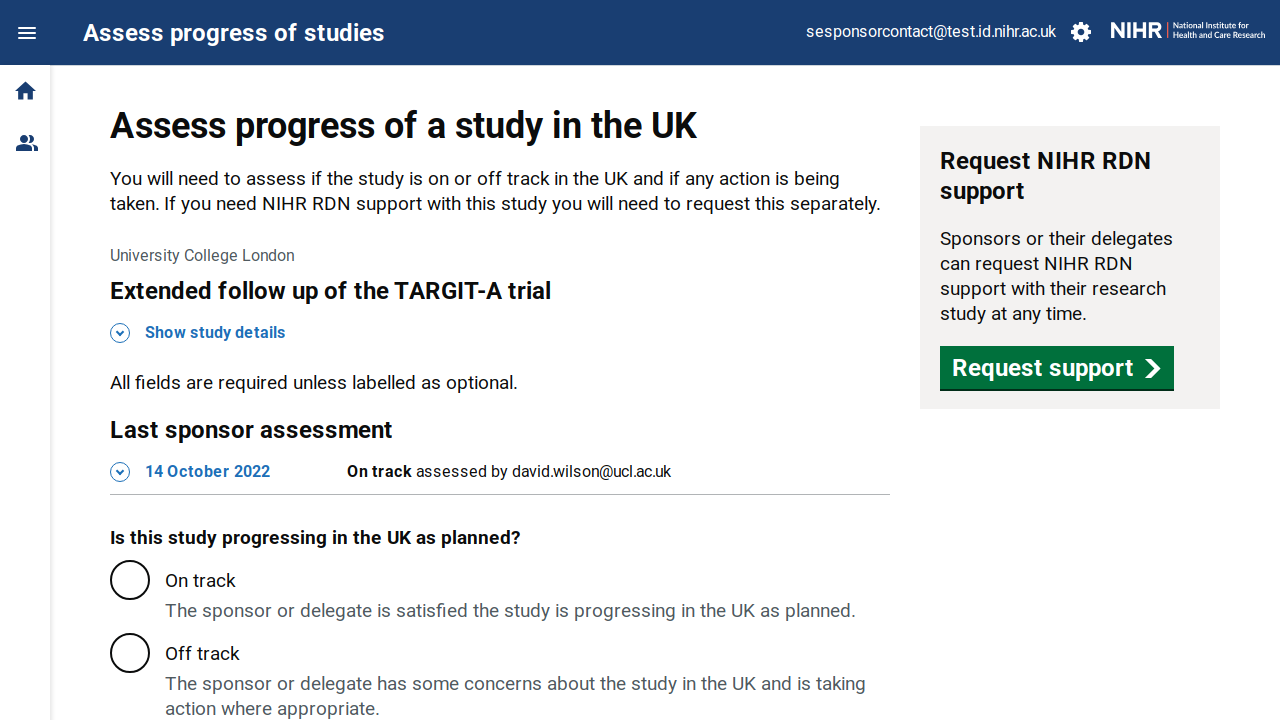 Assess progress of studies
sesponsorcontact@test.id.nihr.ac.uk
NIHR | National Institute for
Health and Care Research
Assess progress of a study in the UK
You will need to assess if the study is on or off track in the UK and if any action is being
taken. If you need NIHR RDN support with this study you will need to request this separately.
University College London
Extended follow up of the TARGIT-A trial
Show study details
All fields are required unless labelled as optional.
Last sponsor assessment
14 October 2022 On track assessed by david.wilson@ucl.ac.uk
Is this study progressing in the UK as planned?
On track
The sponsor or delegate is satisfied the study is progressing in the UK as planned.
Off track
The sponsor or delegate has some concerns about the study in the UK and is taking
action where appropriate.
Request NIHR RDN
support
Sponsors or their delegates
can request NIHR RDN
support with their research
study at any time.
Request support